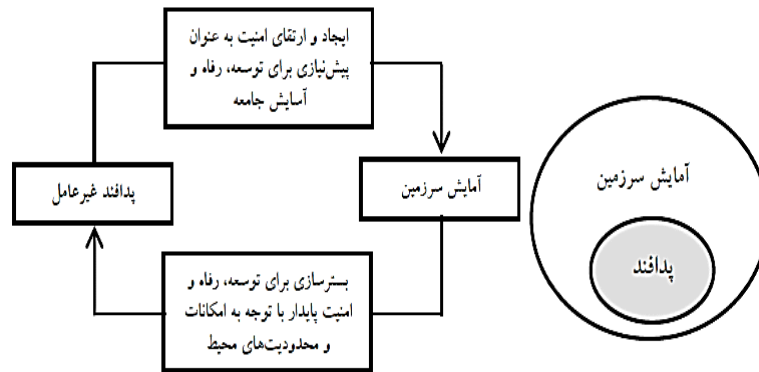 ایجاد و ارتقای امنیت به عنوان
پیش‌نیازی برای توسعه، رفاه و
آسایش جامعه
آمایش سرزمین
پدافند غیرعامل
بسترسازی برای توسعه، رفاه و
امنیت پایدار با توجه به امکانات
و محدودیت‌های محیط
آمایش سرزمین
پدافند